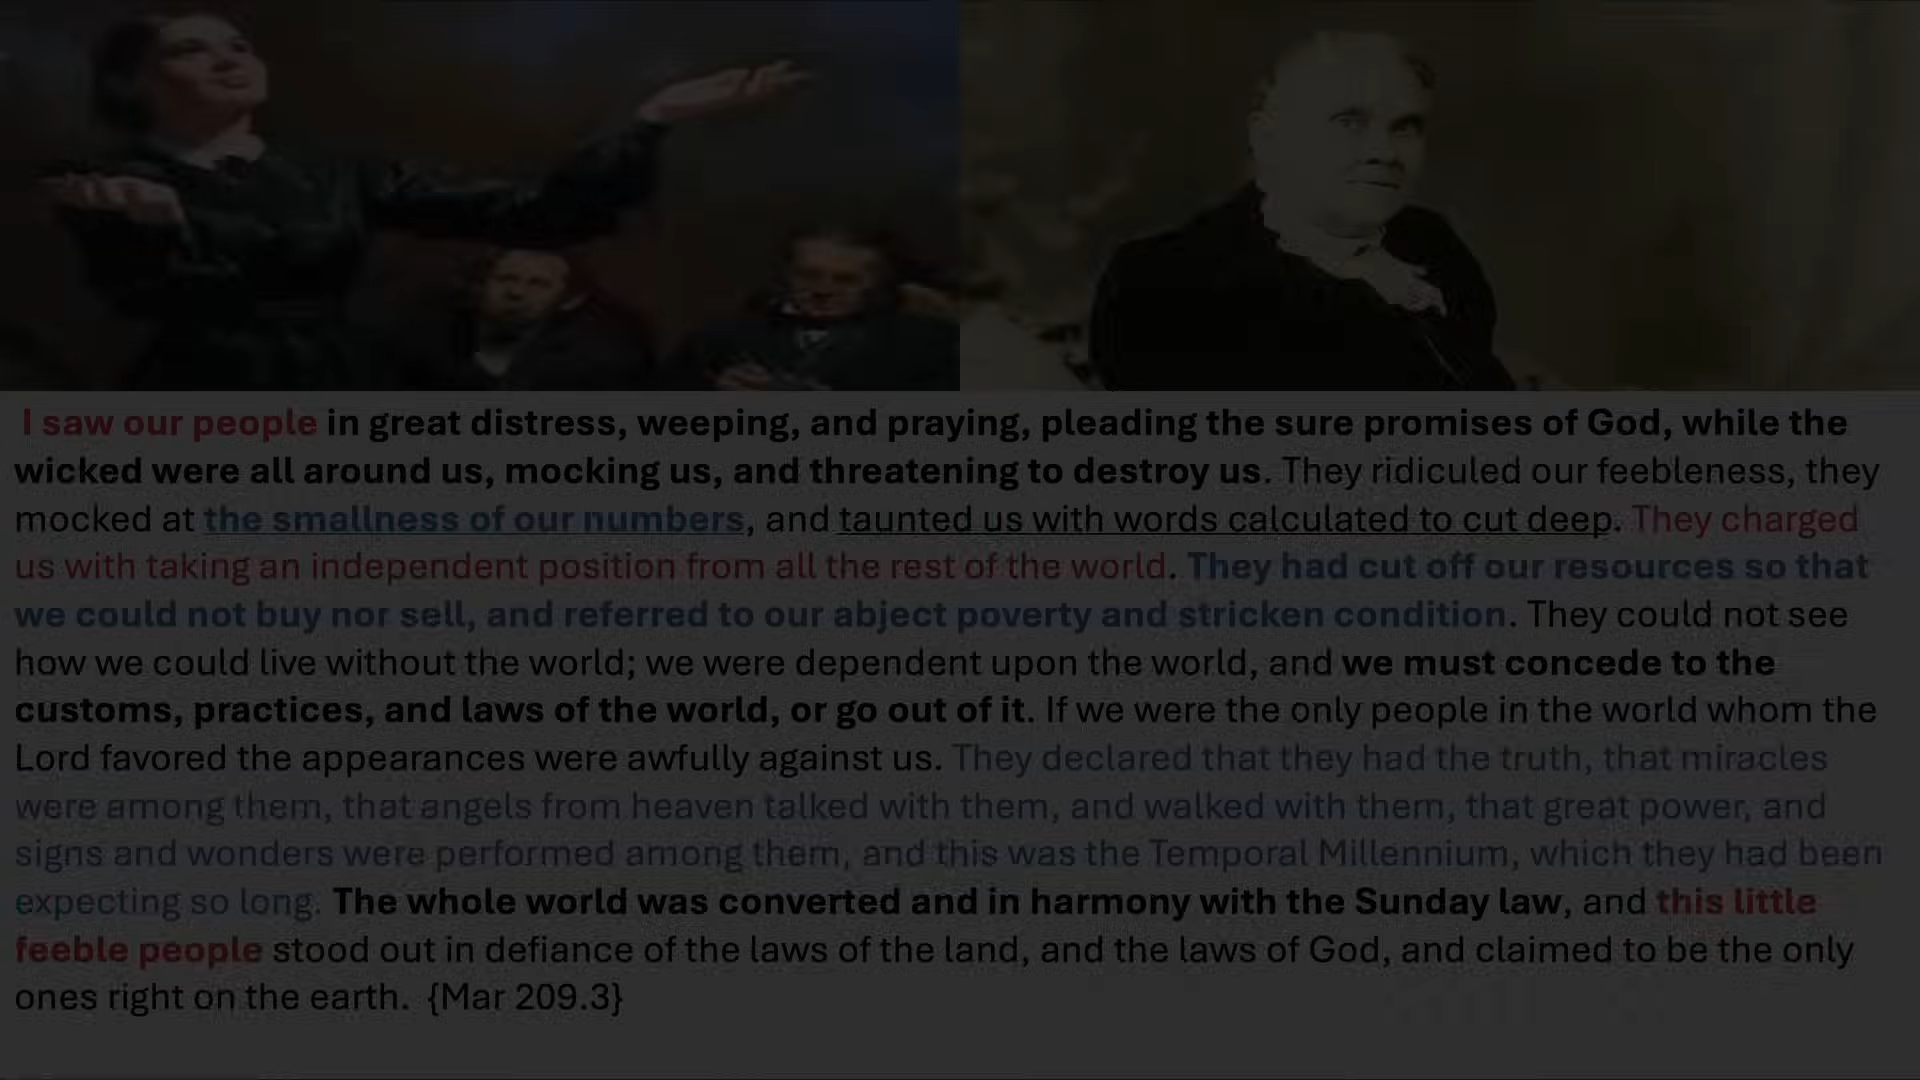 I saw our people in great distress, weeping, and praying, pleading the sure promises of God, while the
wicked were all around us, mocking us, and threatening to destroy us. They ridiculed our feebleness, they
mocked at the smallness of our numbers, and taunted us with words calculated to cut deep. They charged
us with taking an independent position from all the rest of the world. They had cut off our resources so that
we could not buy nor sell, and referred to our abject poverty and stricken condition. They could not see
how we could live without the world; we were dependent upon the world, and we must concede to the
customs, practices, and laws of the world, or go out of it. If we were the only people in the world whom the
Lord favored the appearances were awfully against us. They declared that they had the truth, that miracles
were among them, that angels from heaven talked with them, and walked with them, that great power, and
signs and wonders were performed among them, and this was the Temporal Millennium, which they had been
expecting so long. The whole world was converted and in harmony with the Sunday law, and this little
feeble people stood out in defiance of the laws of the land, and the laws of God, and claimed to be the only
ones right on the earth. {Mar 209.3}